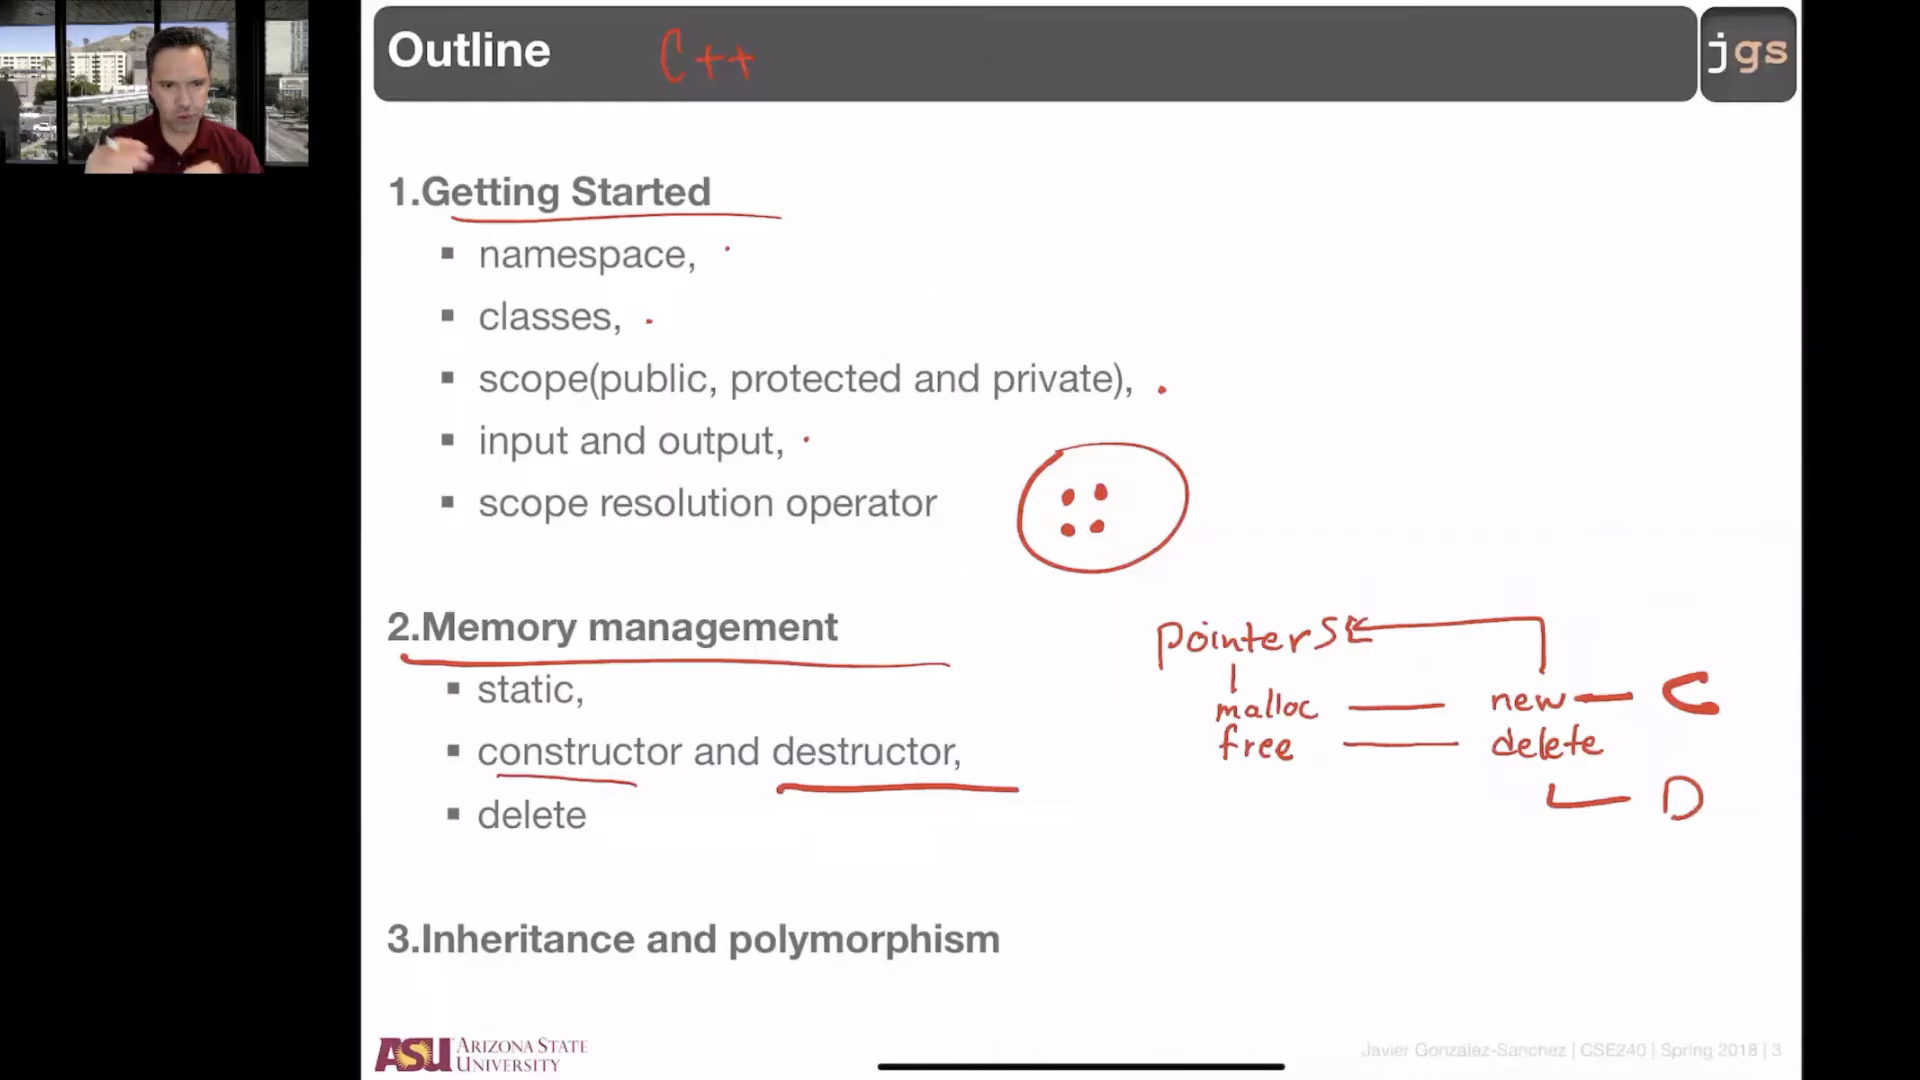 Outline C++
jgs
1.Getting Started
▪ namespace,
▪ classes,
▪ scope(public, protected and private),
▪ input and output,
▪ scope resolution operator
2.Memory management
▪ static,
▪ constructor and destructor,
▪ delete
pointers
malloc — new — C
free — delete
D
3.Inheritance and polymorphism
ASU ARIZONA STATE
UNIVERSITY
Javier Gonzalez-Sanchez | CSE240 | Spring 2018 | 3